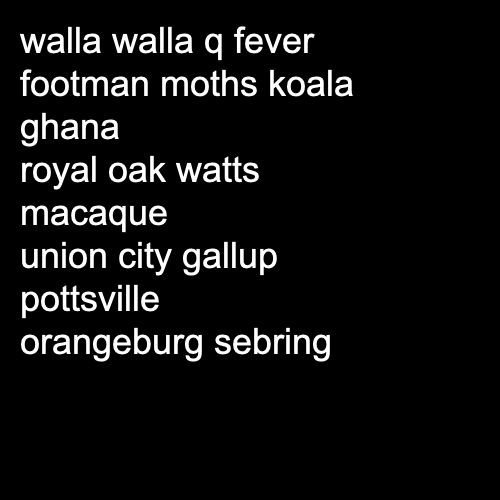 walla walla q fever
footman moths koala
ghana
royal oak watts
macaque
union city gallup
pottsville
orangeburg sebring